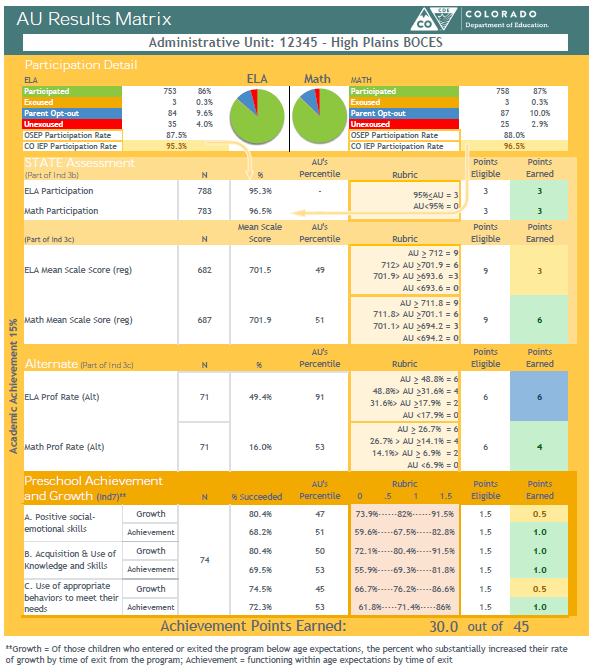 AU Results Matrix
CO CDE COLORADO
Department of Education.
Administrative Unit: 12345 - High Plains BOCES
Participation Detail
ELA ELA Math MATH
Participated 753 86% Participated 758 87%
Excused 3 0.3% Excused 3 0.3%
Parent Opt-out 84 9.6% Parent Opt-out 87 10.0%
Unexcused 35 4.0% Unexcused 25 2.9%
OSEP Participation Rate 87.5% OSEP Participation Rate 88.0%
CO IEP Participation Rate 95.3% CO IEP Participation Rate 96.5%
STATE Assessment AU's Points Points
(Part of Ind 3b) N % Percentile Rubric Eligible Earned
ELA Participation 788 95.3% - 95%<AU = 3 3 3
Math Participation 783 96.5% AU<95% = 0 3 3
Mean Scale AU's Points Points
(Part of Ind 3c) N Score Percentile Rubric Eligible Earned
AU > 712 = 9
712> AU >701.9 = 6
ELA Mean Scale Score (reg) 682 701.5 49 701.9> AU >693.6 =3 9 3
AU <693.6 = 0
AU > 711.8 = 9
711.8> AU >701.1 = 6
Math Mean Scale Sore (reg) 687 701.9 51 701.1> AU >694.2 = 3 9 6
AU <694.2 = 0
AU's Points Points
Alternate (Part of Ind 3c) N % Percentile Rubric Eligible Earned
AU > 48.8% = 6
48.8%> AU >31.6% = 4
ELA Prof Rate (Alt) 71 49.4% 91 31.6%> AU >17.9% = 2 6 6
AU <17.9% = 0
AU > 26.7% = 6
26.7% > AU >14.1% = 4
Math Prof Rate (Alt) 71 16.0% 53 14.1%> AU > 6.9% = 2 6 4
AU <6.9% = 0
Academic Achievement 15%
Preschool Achievement AU's Rubric Points Points
and Growth (Ind7)** N % Succeeded Percentile 0 .5 1 1.5 Eligible Earned
A. Positive social-emotional skills Growth 80.4% 47 73.9%-----82%-----91.5% 1.5 0.5
Achievement 68.2% 51 59.6%----67.5%----82.8% 1.5 1.0
B. Acquisition & Use of Knowledge and Skills Growth 74 80.4% 50 72.1%----80.4%----91.5% 1.5 1.0
Achievement 69.5% 53 55.9%----69.3%----81.8% 1.5 1.0
C. Use of appropriate behaviors to meet their needs Growth 74.5% 45 66.7%----76.2%----86.6% 1.5 0.5
Achievement 72.3% 53 61.8%----71.4%----86% 1.5 1.0
Achievement Points Earned: 30.0 out of 45
**Growth = Of those children who entered or exited the program below age expectations, the percent who substantially increased their rate
of growth by time of exit from the program; Achievement = functioning within age expectations by time of exit